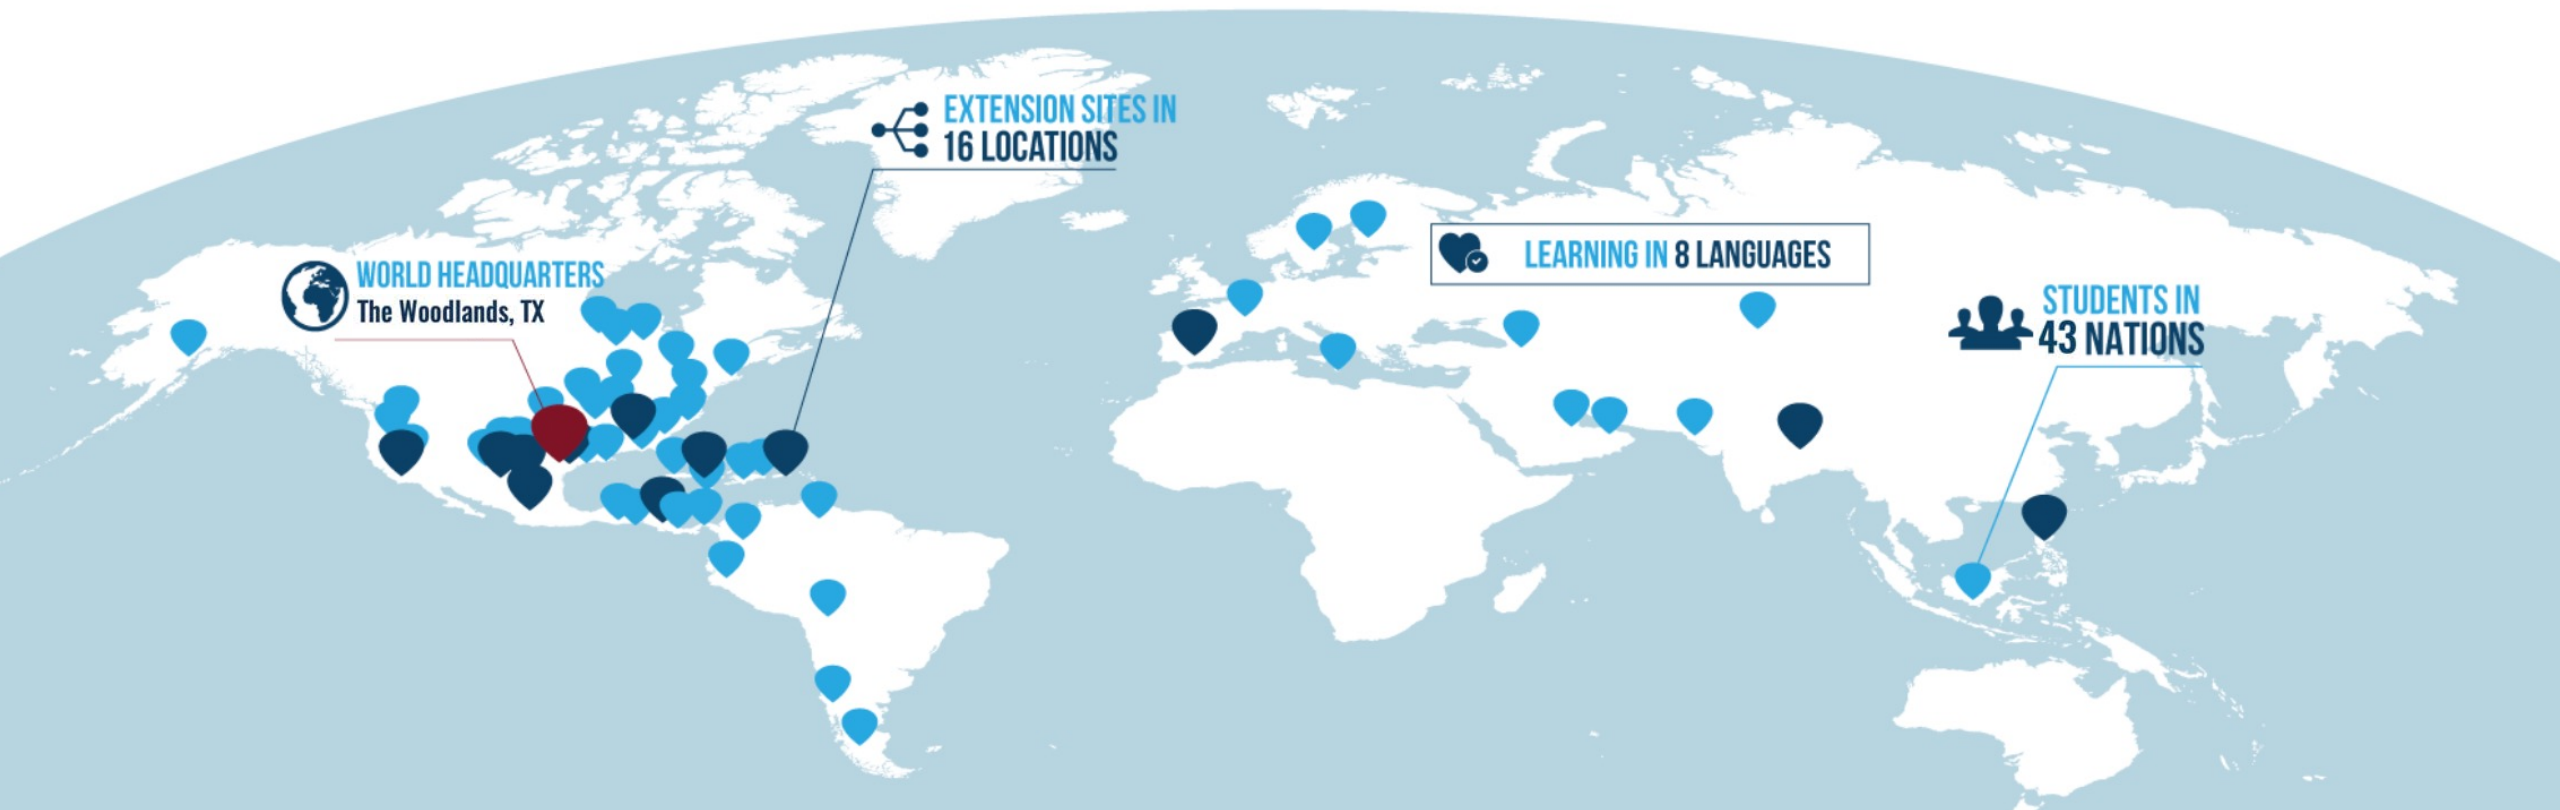 EXTENSION SITES IN
16 LOCATIONS
WORLD HEADQUARTERS
The Woodlands, TX
LEARNING IN 8 LANGUAGES
STUDENTS IN
43 NATIONS